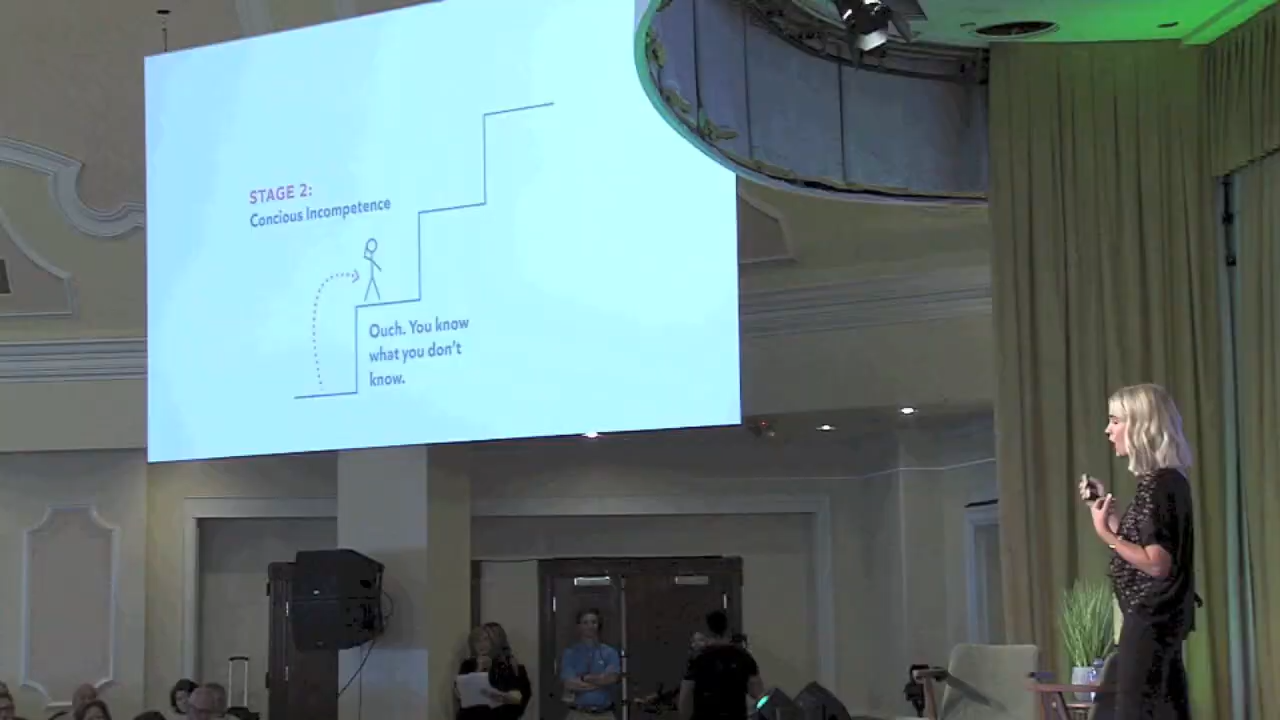 STAGE 2:
Concious Incompetence
Ouch. You know
what you don't
know.